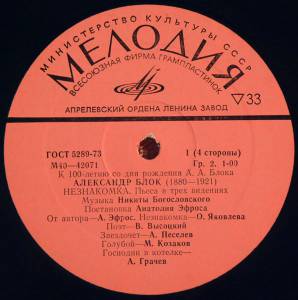 МИНИСТЕРСТВО КУЛЬТУРЫ СССР
МЕЛОДИЯ
ВСЕСОЮЗНАЯ ФИРМА ГРАМПЛАСТИНОК
АПРЕЛЕВСКИЙ ОРДЕНА ЛЕНИНА ЗАВОД
33
ГОСТ 5289-73 1 (4 стороны)
М40—42071 Гр. 2. 1-00
К 100-летию со дня рождения А. А. Блока
АЛЕКСАНДР БЛОК (1880—1921)
НЕЗНАКОМКА. Пьеса в трех видениях
Музыка Никиты Богословского
Постановка Анатолия Эфроса
От автора— А. Эфрос. Незнакомка— О. Яковлева
Поэт— В. Высоцкий
Звездочет— А. Песелев
Голубой— М. Козаков
Господин в котелке—
А. Грачев